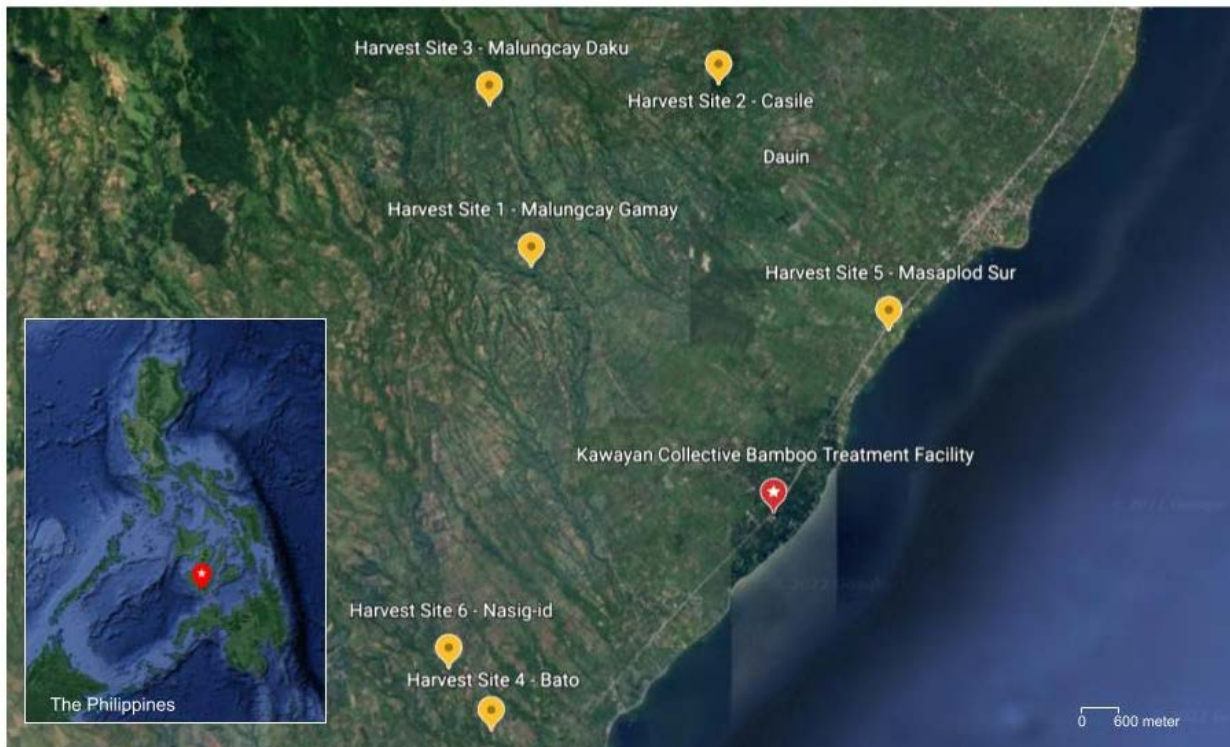 Harvest Site 3 - Malungcay Daku
Harvest Site 2 - Casile
Dauin
Harvest Site 1 - Malungcay Gamay
Harvest Site 5 - Masaplod Sur
Kawayan Collective Bamboo Treatment Facility
Harvest Site 6 - Nasig-id
Harvest Site 4 - Bato
The Philippines
0 600 meter